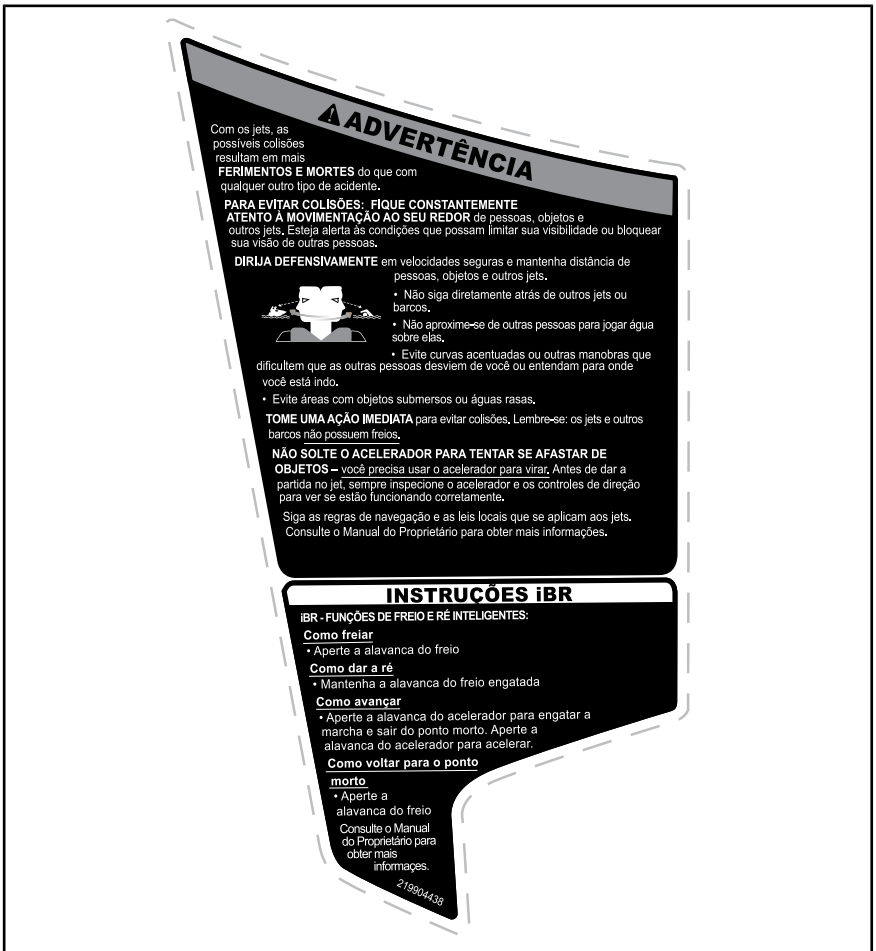 ADVERTÊNCIA
Com os jets, as
possíveis colisões
resultam em mais
FERIMENTOS E MORTES do que com
qualquer outro tipo de acidente.
PARA EVITAR COLISÕES: FIQUE CONSTANTEMENTE
ATENTO À MOVIMENTAÇÃO AO SEU REDOR de pessoas, objetos e
outros jets. Esteja alerta às condições que possam limitar sua visibilidade ou bloquear
sua visão de outras pessoas.
DIRIJA DEFENSIVAMENTE em velocidades seguras e mantenha distância de
pessoas, objetos e outros jets.
• Não siga diretamente atrás de outros jets ou
barcos.
• Não aproxime-se de outras pessoas para jogar água
sobre elas.
• Evite curvas acentuadas ou outras manobras que
dificultem que as outras pessoas desviem de você ou entendam para onde
você está indo.
• Evite áreas com objetos submersos ou águas rasas.
TOME UMA AÇÃO IMEDIATA para evitar colisões. Lembre-se: os jets e outros
barcos não possuem freios.
NÃO SOLTE O ACELERADOR PARA TENTAR SE AFASTAR DE
OBJETOS – você precisa usar o acelerador para virar. Antes de dar a
partida no jet, sempre inspecione o acelerador e os controles de direção
para ver se estão funcionando corretamente.
Siga as regras de navegação e as leis locais que se aplicam aos jets.
Consulte o Manual do Proprietário para obter mais informações.
INSTRUÇÕES iBR
iBR - FUNÇÕES DE FREIO E RÉ INTELIGENTES:
Como freiar
• Aperte a alavanca do freio
Como dar a ré
• Mantenha a alavanca do freio engatada
Como avançar
• Aperte a alavanca do acelerador para engatar a
marcha e sair do ponto morto. Aperte a
alavanca do acelerador para acelerar.
Como voltar para o ponto
morto
• Aperte a
alavanca do freio
Consulte o Manual
do Proprietário para
obter mais
informaçes.
219904438